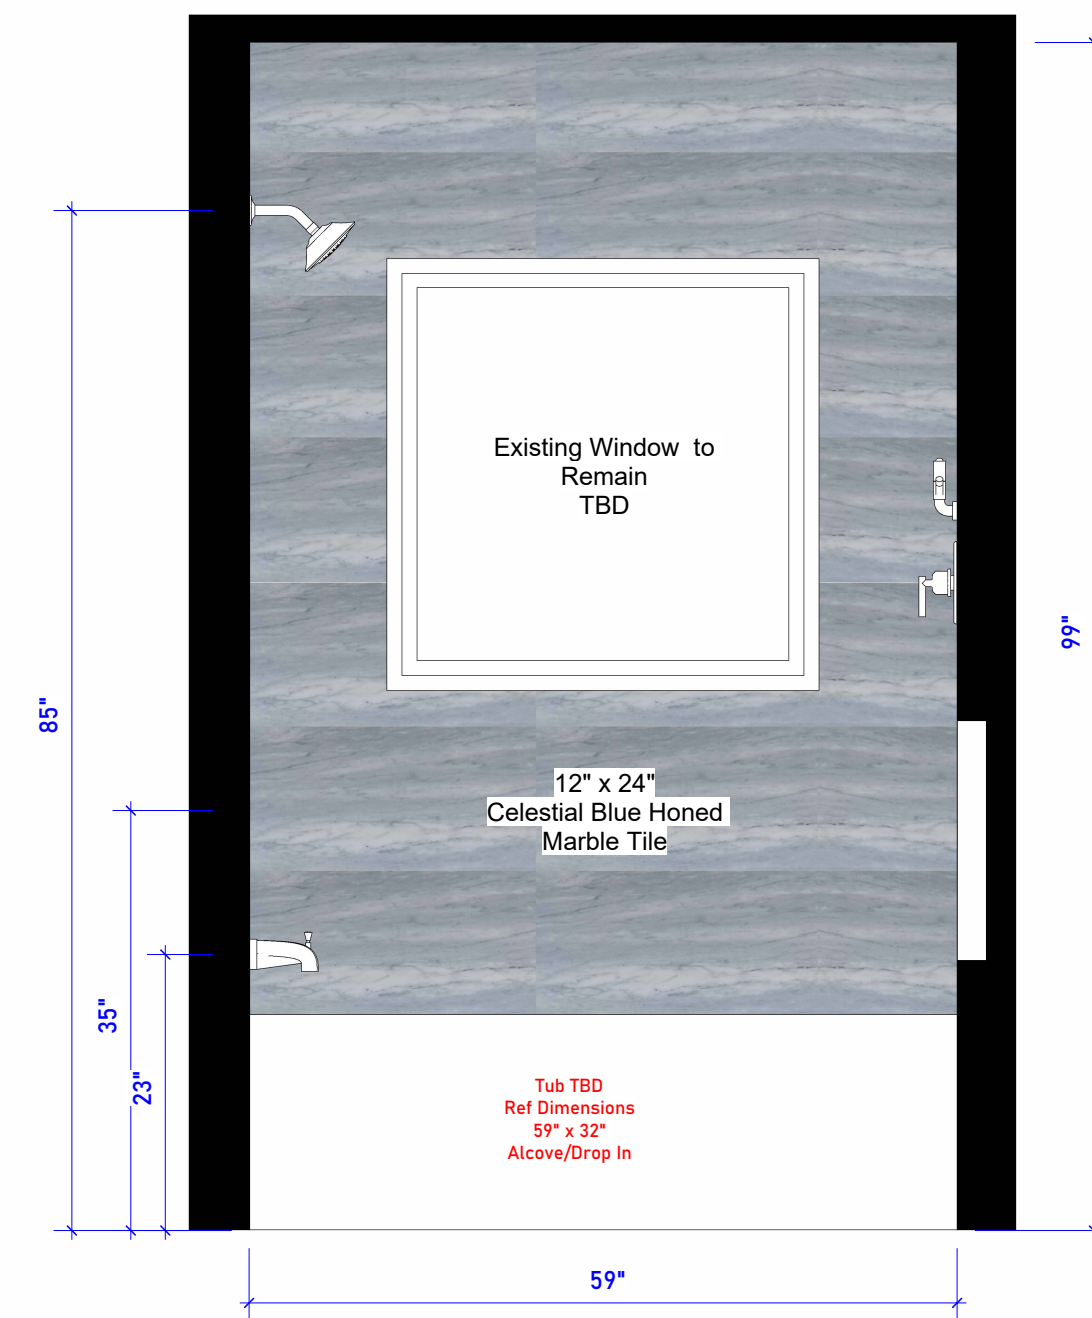 Existing Window to
Remain
TBD
99"
85"
12" x 24"
Celestial Blue Honed
Marble Tile
35"
23"
Tub TBD
Ref Dimensions
59" x 32"
Alcove/Drop In
59"